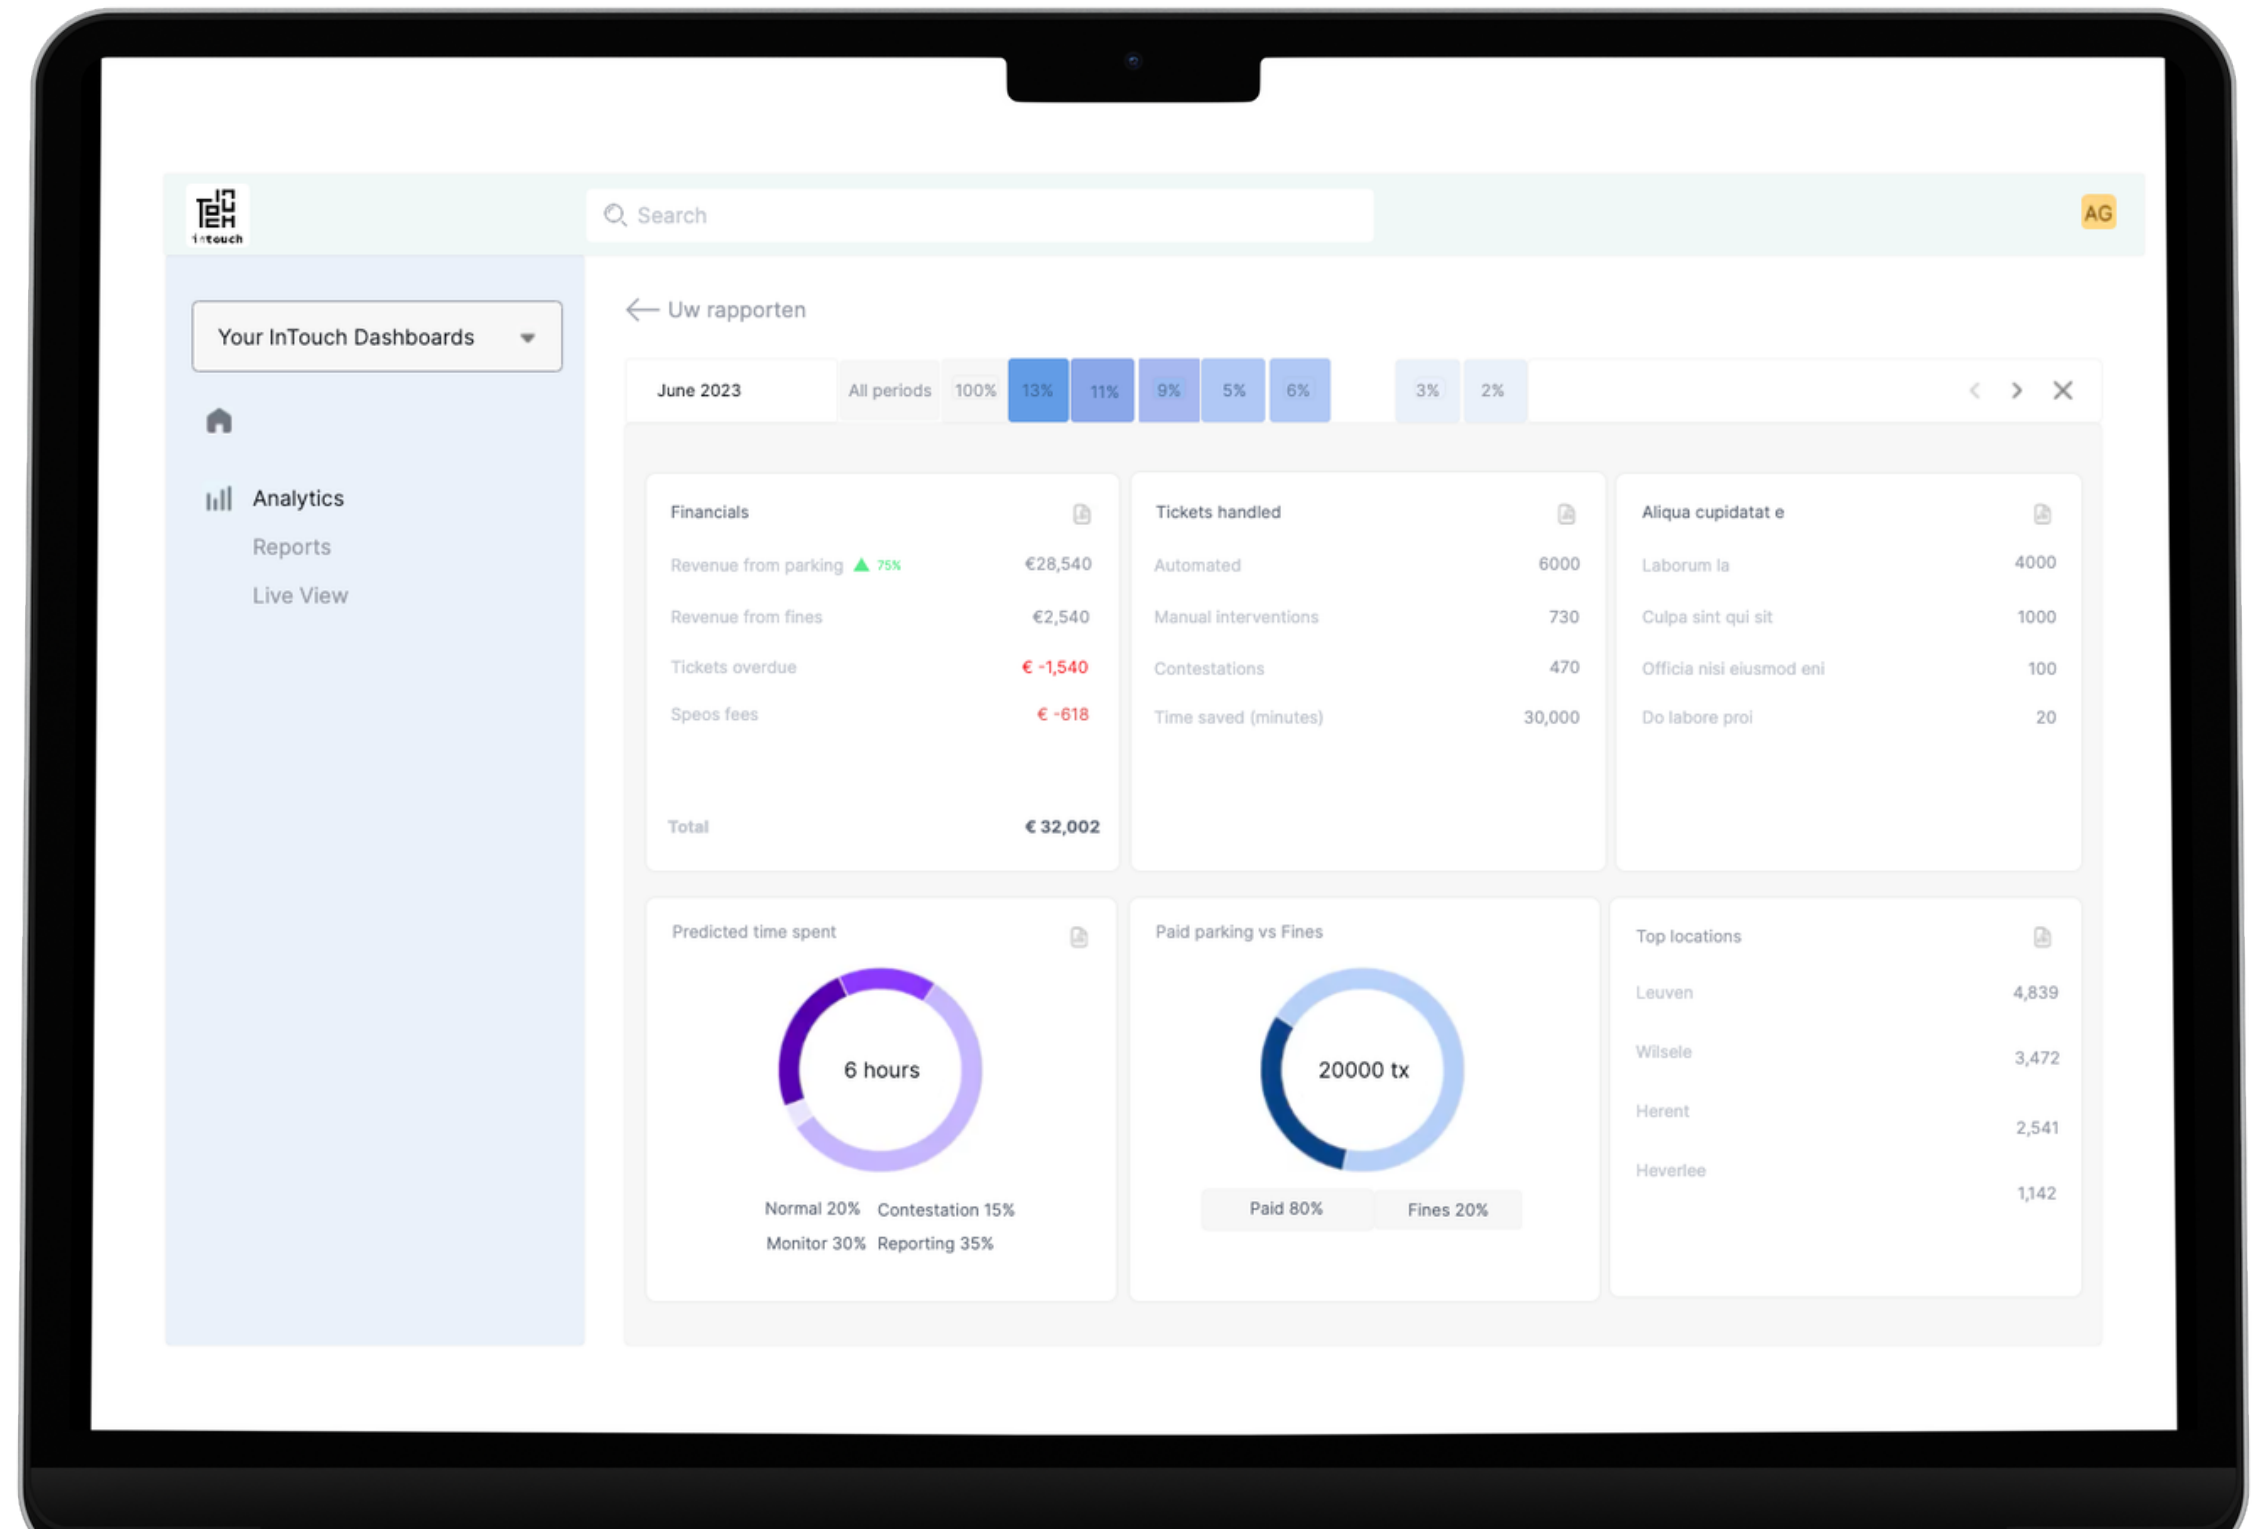 intouch
Search
AG
Your InTouch Dashboards
Uw rapporten
June 2023 All periods 100% 13% 11% 9% 5% 6% 3% 2%
Analytics
Reports
Live View
Financials
Revenue from parking 75% €28,540
Revenue from fines €2,540
Tickets overdue € -1,540
Speos fees € -618
Total € 32,002
Tickets handled
Automated 6000
Manual interventions 730
Contestations 470
Time saved (minutes) 30,000
Aliqua cupidatat e
Laborum la 4000
Culpa sint qui sit 1000
Officia nisi eiusmod eni 100
Do labore proi 20
Predicted time spent
6 hours
Normal 20% Contestation 15%
Monitor 30% Reporting 35%
Paid parking vs Fines
20000 tx
Paid 80% Fines 20%
Top locations
Leuven 4,839
Wilsele 3,472
Herent 2,541
Heverlee 1,142